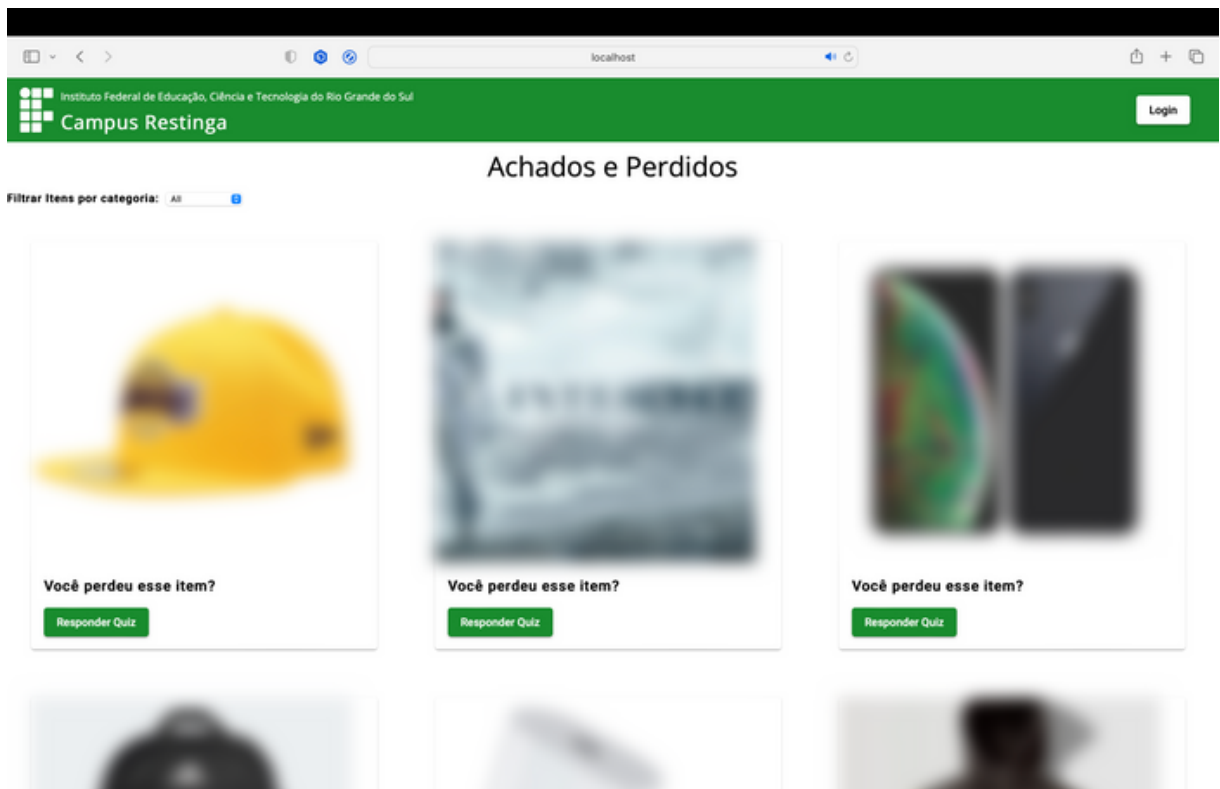 localhost
Instituto Federal de Educação, Ciência e Tecnologia do Rio Grande do Sul
Campus Restinga
Login
Achados e Perdidos
Filtrar Itens por categoria: All
Você perdeu esse item?
Responder Quiz
Você perdeu esse item?
Responder Quiz
Você perdeu esse item?
Responder Quiz